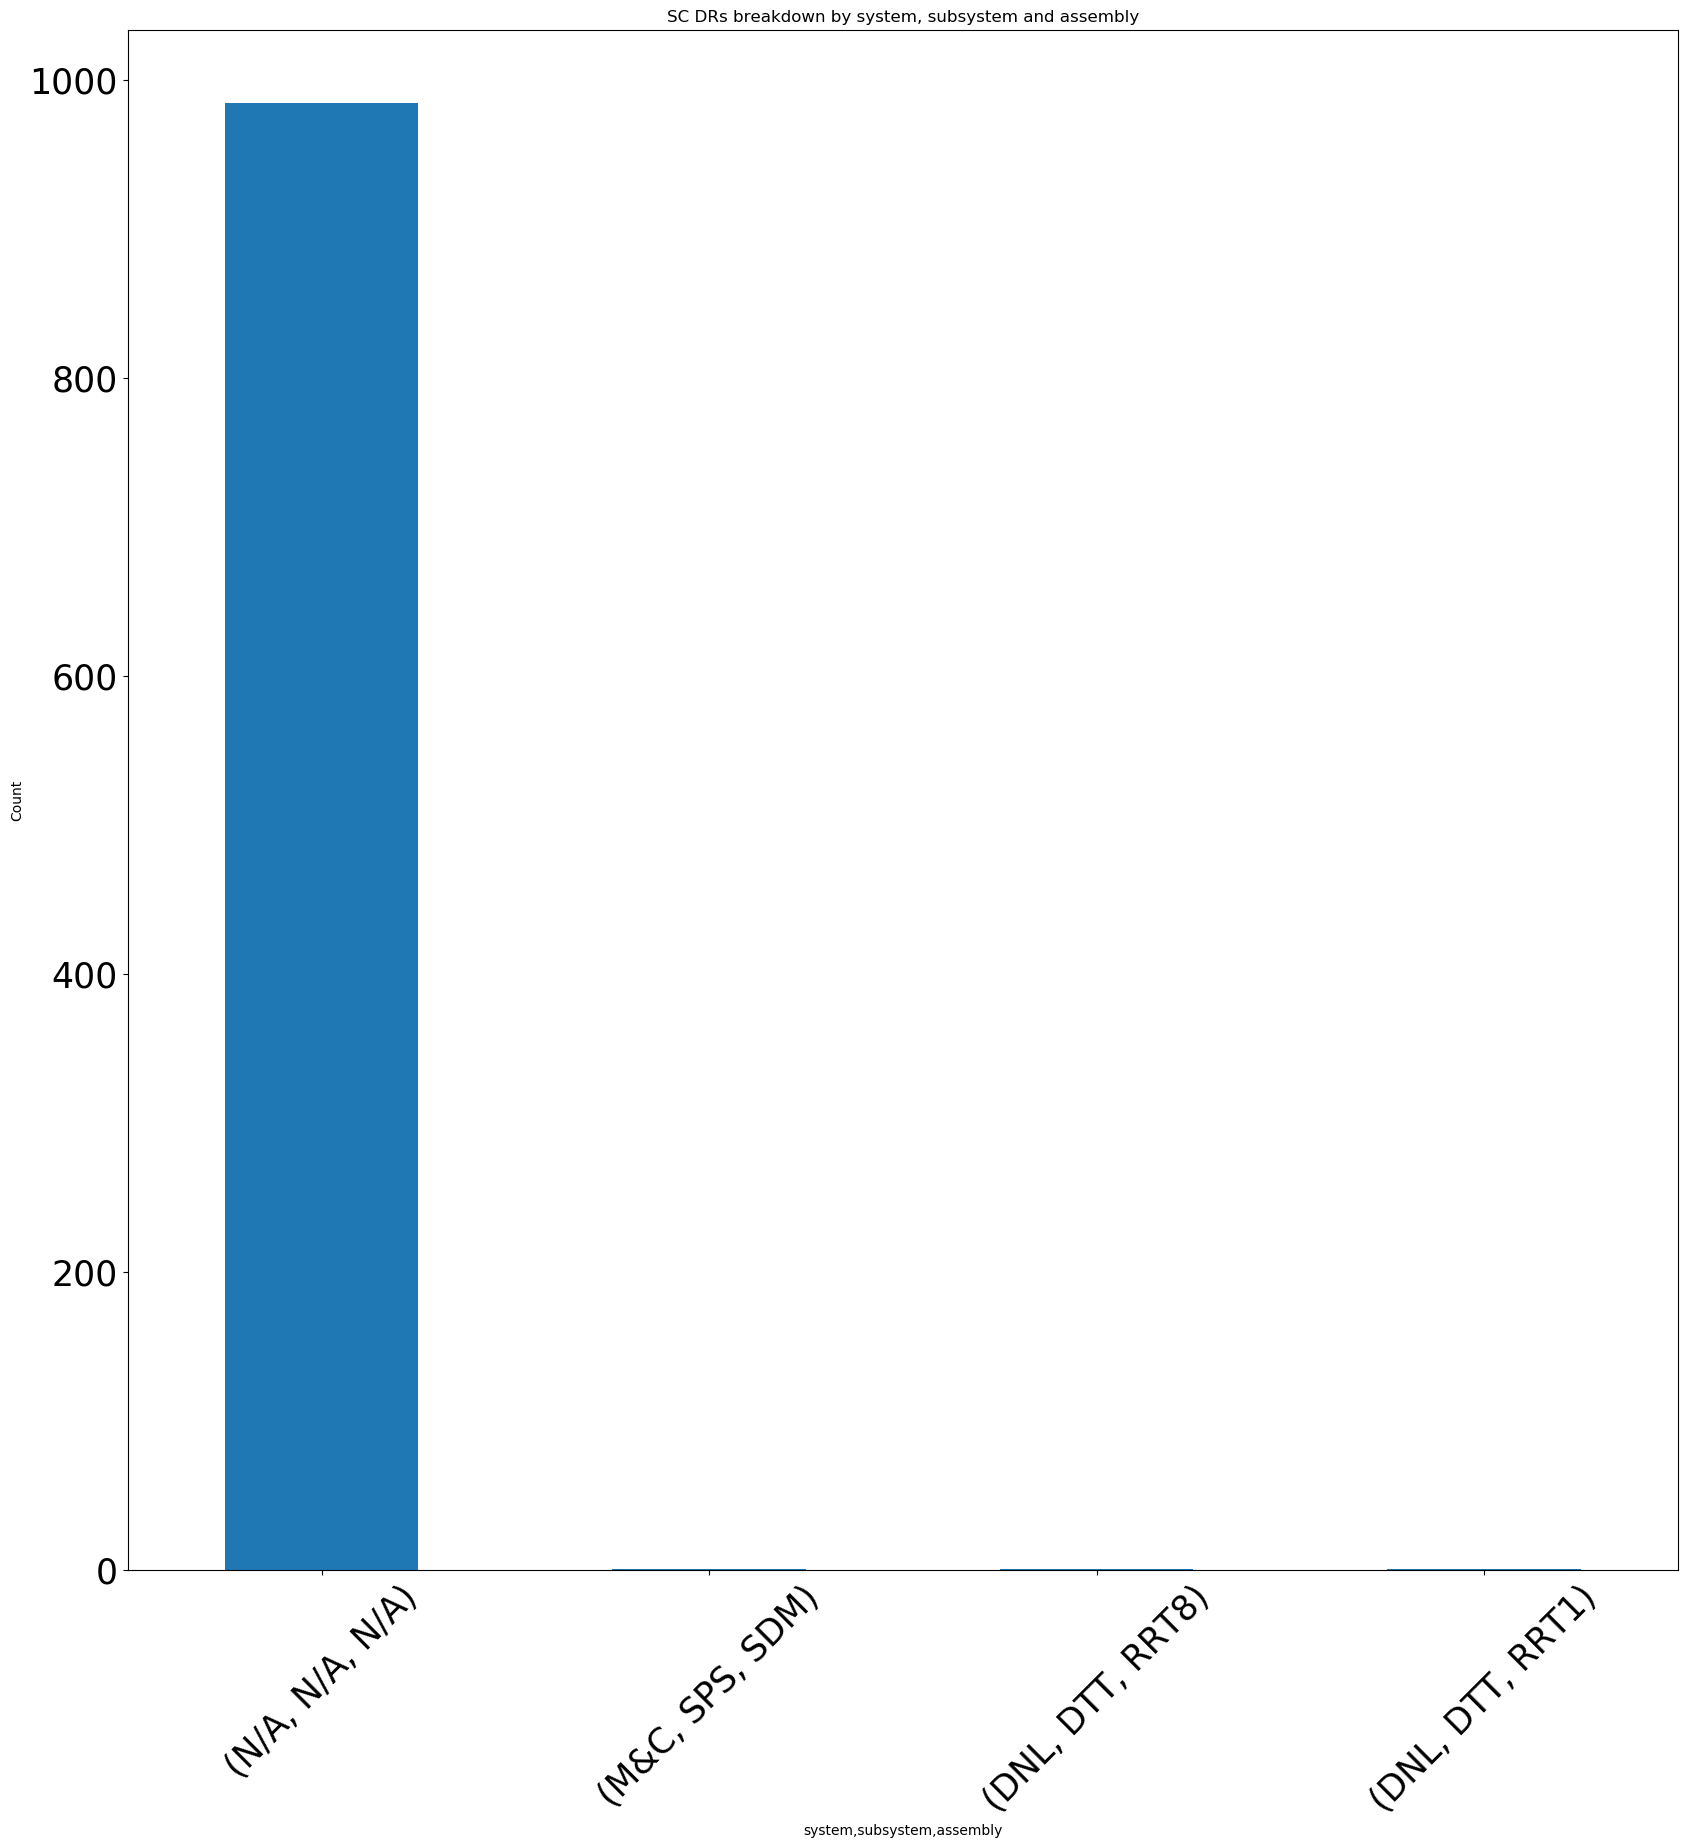 SC DRs breakdown by system, subsystem and assembly
1000
800
600
400
200
0
Count
(N/A, N/A, N/A)
(M&C, SPS, SDM)
(DNL, DTT, RRT8)
(DNL, DTT, RRT1)
system,subsystem,assembly